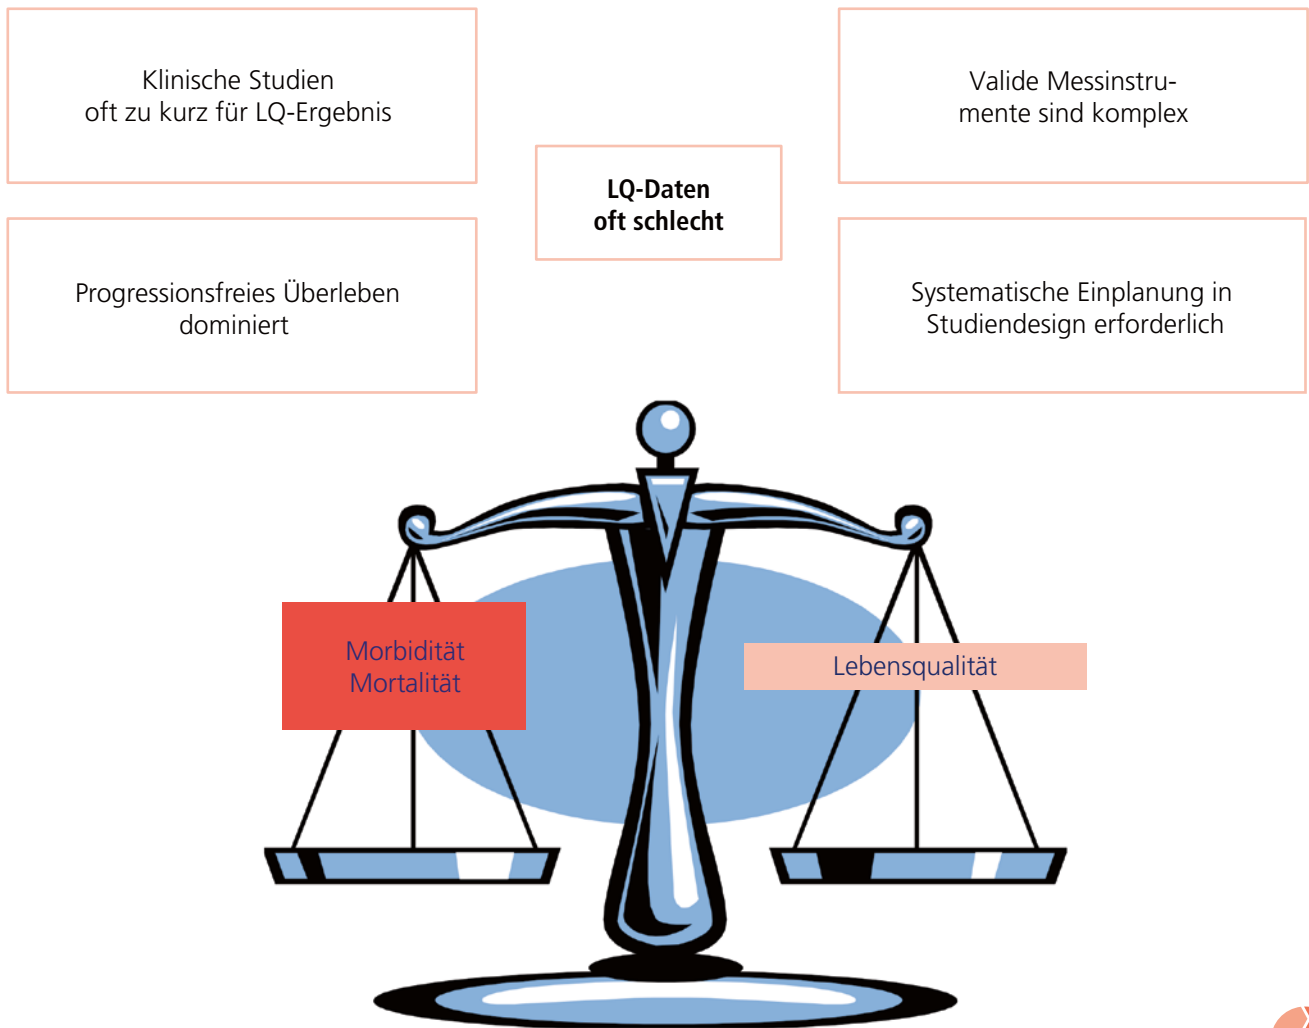 Klinische Studien
oft zu kurz für LQ-Ergebnis
Valide Messinstru-
mente sind komplex
LQ-Daten
oft schlecht
Progressionsfreies Überleben
dominiert
Systematische Einplanung in
Studiendesign erforderlich
Morbidität
Mortalität
Lebensqualität